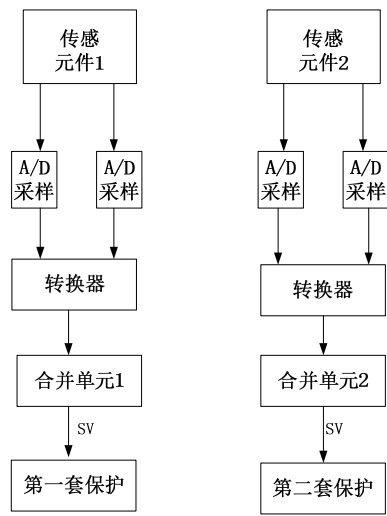 传感
元件1
传感
元件2
A/D
采样
A/D
采样
A/D
采样
A/D
采样
转换器
转换器
合并单元1
合并单元2
SV
SV
第一套保护
第二套保护